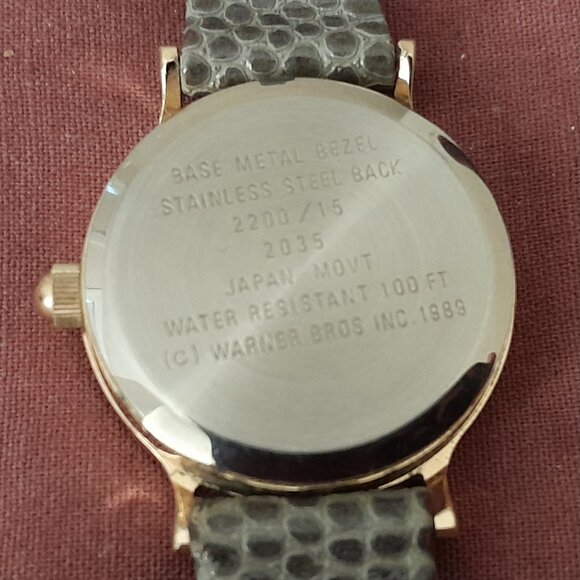 BASE METAL BEZEL
STAINLESS STEEL BACK
2200/15
2035
JAPAN MOVT
WATER RESISTANT 100 FT
(C) WARNER BROS INC. 1989